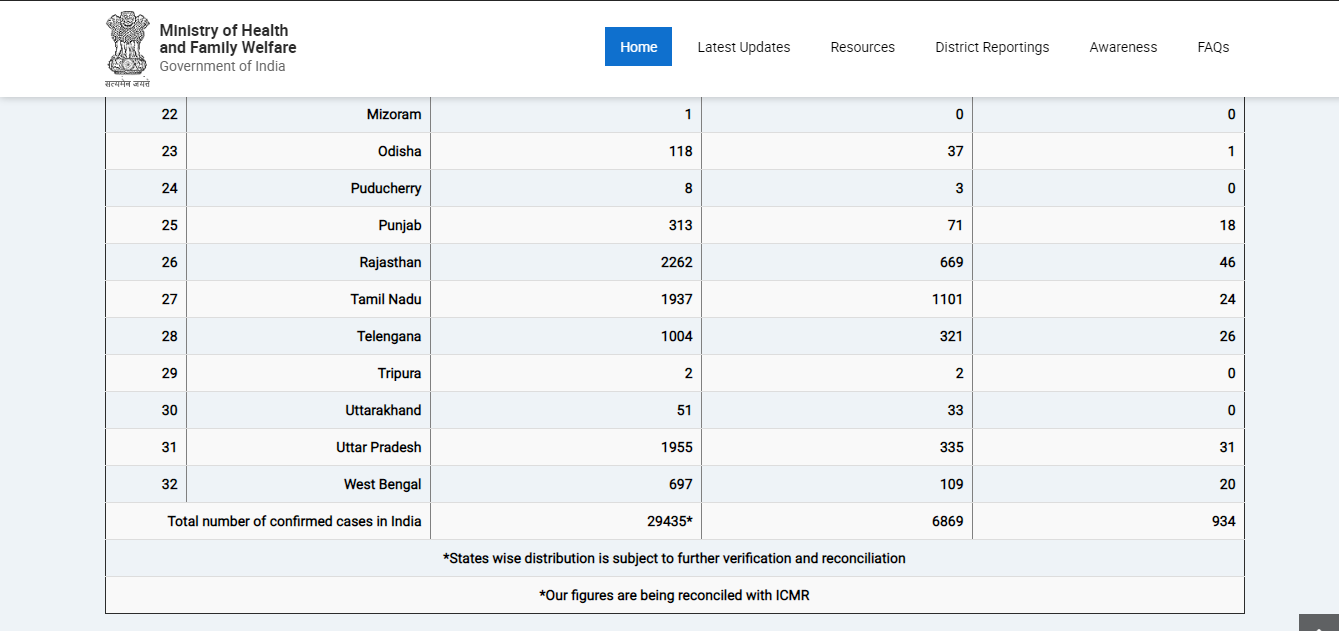 Ministry of Health
and Family Welfare
Government of India
सत्यमेव जयते
Home Latest Updates Resources District Reportings Awareness FAQs
22 Mizoram 1 0 0
23 Odisha 118 37 1
24 Puducherry 8 3 0
25 Punjab 313 71 18
26 Rajasthan 2262 669 46
27 Tamil Nadu 1937 1101 24
28 Telengana 1004 321 26
29 Tripura 2 2 0
30 Uttarakhand 51 33 0
31 Uttar Pradesh 1955 335 31
32 West Bengal 697 109 20
Total number of confirmed cases in India 29435* 6869 934
*States wise distribution is subject to further verification and reconciliation
*Our figures are being reconciled with ICMR